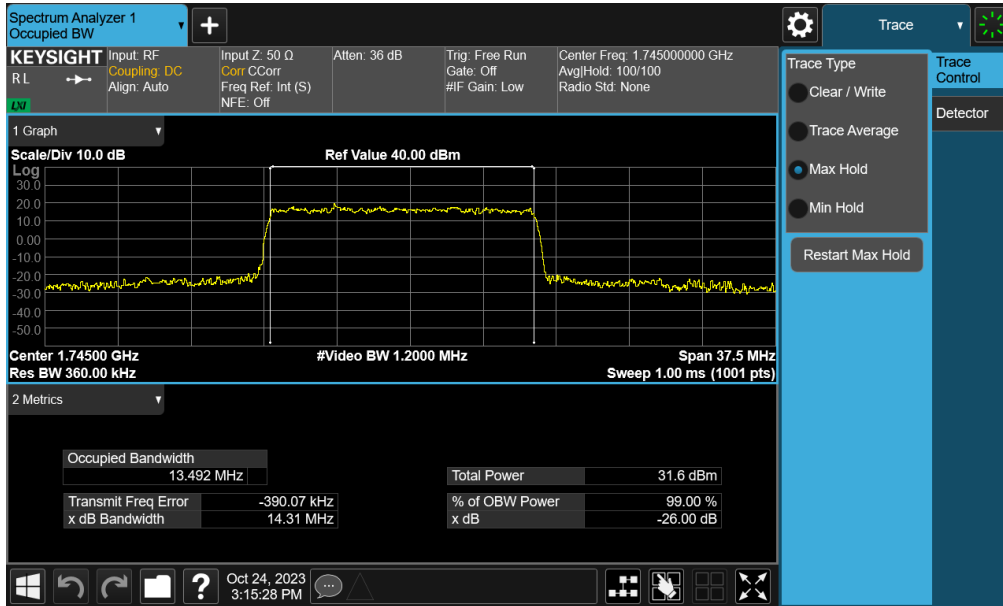 Spectrum Analyzer 1
Occupied BW
+
Trace
KEYSIGHT
RL
LXI
Input: RF
Coupling: DC
Align: Auto
Input Z: 50 Ω
Corr CCorr
Freq Ref: Int (S)
NFE: Off
Atten: 36 dB
Trig: Free Run
Gate: Off
#IF Gain: Low
Center Freq: 1.745000000 GHz
Avg|Hold: 100/100
Radio Std: None
Trace Type
Clear / Write
Trace Average
Max Hold
Min Hold
Restart Max Hold
Trace
Control
Detector
1 Graph
Scale/Div 10.0 dB
Ref Value 40.00 dBm
Log
30.0
20.0
10.0
0.00
-10.0
-20.0
-30.0
-40.0
-50.0
Center 1.74500 GHz
#Video BW 1.2000 MHz
Span 37.5 MHz
Res BW 360.00 kHz
Sweep 1.00 ms (1001 pts)
2 Metrics
Occupied Bandwidth
13.492 MHz
Total Power 31.6 dBm
Transmit Freq Error -390.07 kHz
% of OBW Power 99.00 %
x dB Bandwidth 14.31 MHz
x dB -26.00 dB
?
Oct 24, 2023
3:15:28 PM